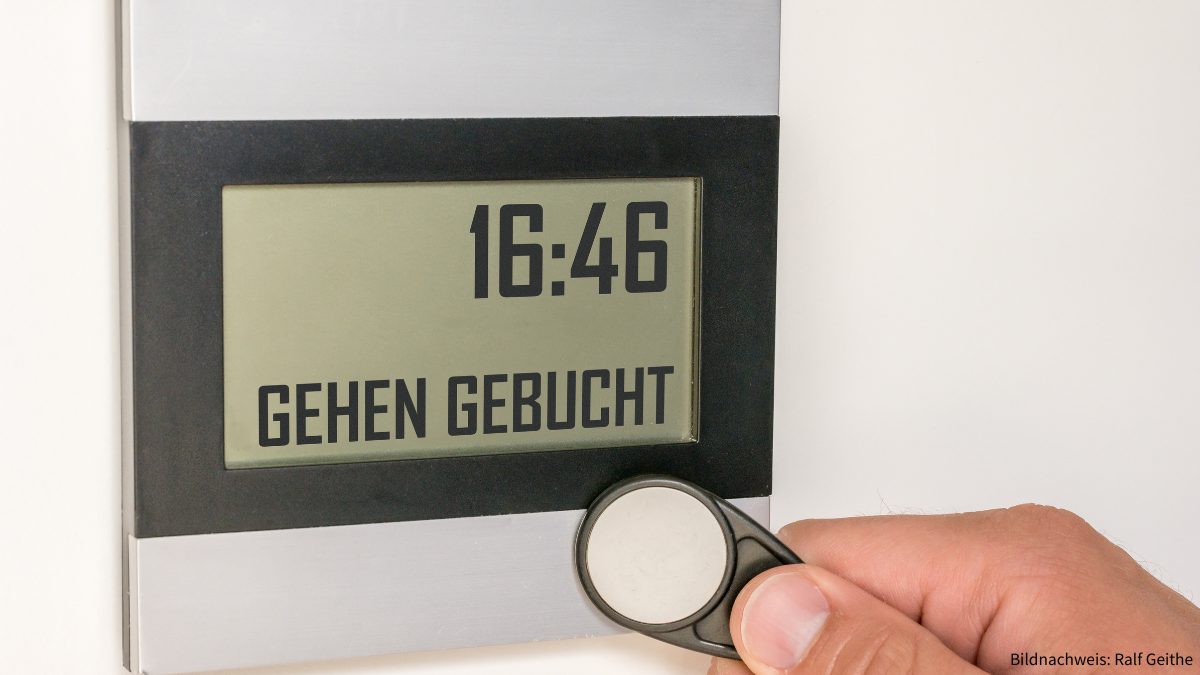 16:46
GEHEN GEBUCHT
Bildnachweis: Ralf Geithe